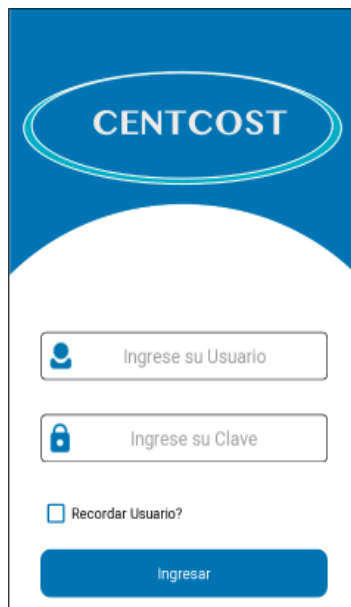 CENTCOST
Ingrese su Usuario
Ingrese su Clave
Recordar Usuario?
Ingresar